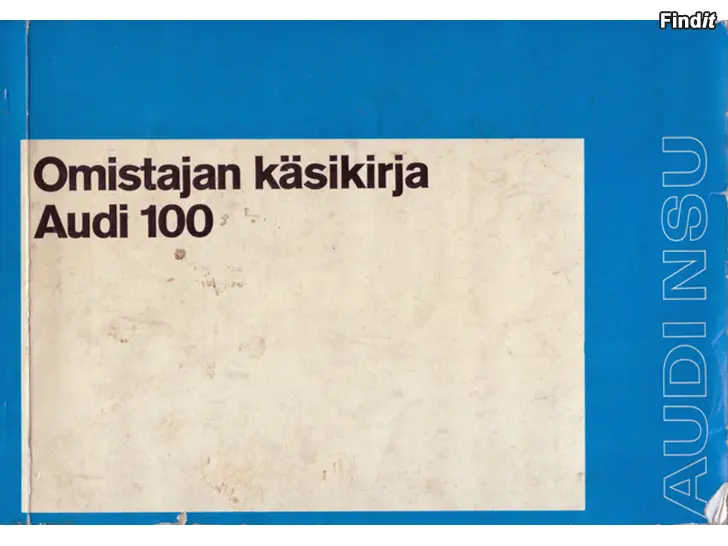 Findit
Omistajan käsikirja
Audi 100
AUDI NSU